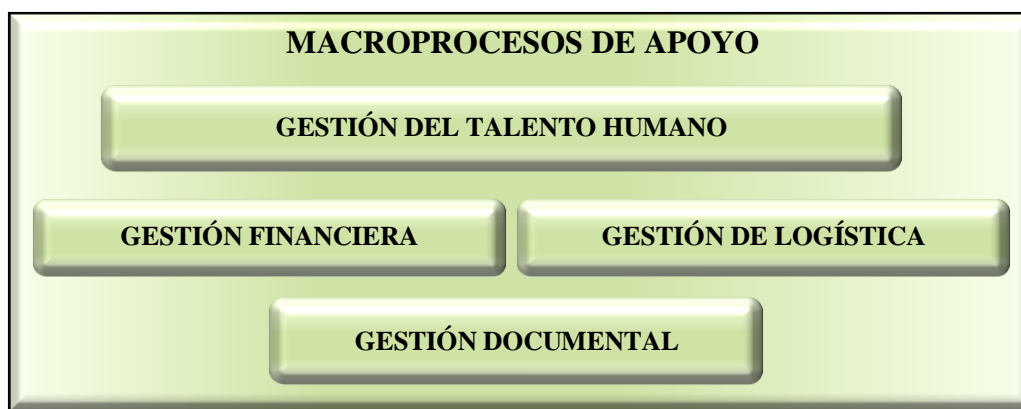 MACROPROCESOS DE APOYO
GESTIÓN DEL TALENTO HUMANO
GESTIÓN FINANCIERA
GESTIÓN DE LOGÍSTICA
GESTIÓN DOCUMENTAL